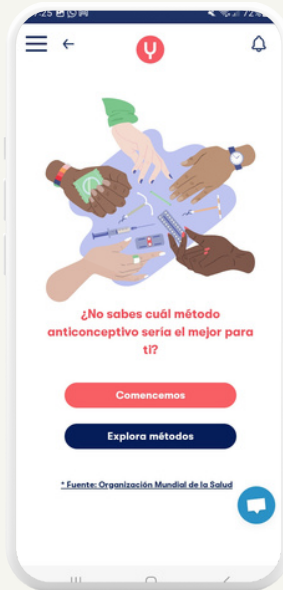 ¿No sabes cuál método
anticonceptivo sería el mejor para
ti?
Comencemos
Explora métodos
* Fuente: Organización Mundial de la Salud